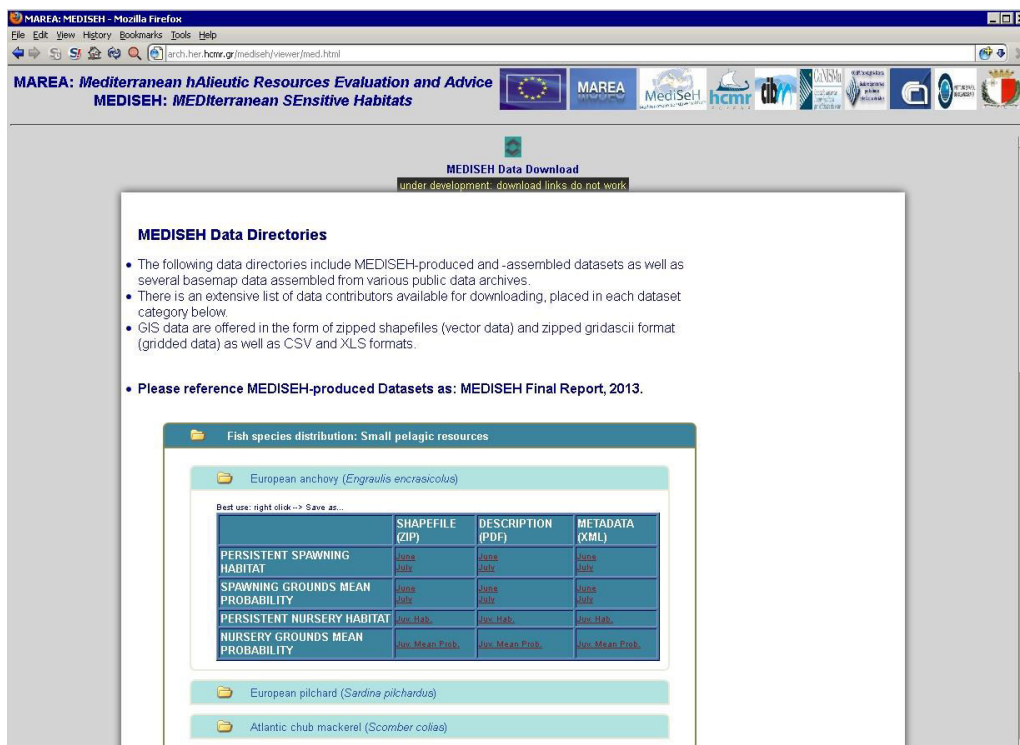 MAREA: MEDISEH - Mozilla Firefox
File Edit View History Bookmarks Tools Help
arch.her.hcmr.gr/mediseh/viewer/med.html
MAREA: Mediterranean hAlieutic Resources Evaluation and Advice
MEDISEH: MEDIterranean SEnsitive Habitats
MAREA
MediSeH
hcmr
cibm
MEDISEH Data Download
under development: download links do not work
MEDISEH Data Directories
• The following data directories include MEDISEH-produced and -assembled datasets as well as
several basemap data assembled from various public data archives.
• There is an extensive list of data contributors available for downloading, placed in each dataset
category below.
• GIS data are offered in the form of zipped shapefiles (vector data) and zipped gridascii format
(gridded data) as well as CSV and XLS formats.
• Please reference MEDISEH-produced Datasets as: MEDISEH Final Report, 2013.
Fish species distribution: Small pelagic resources
European anchovy (Engraulis encrasicolus)
Best use: right click --> Save as...
SHAPEFILE (ZIP) DESCRIPTION (PDF) METADATA (XML)
PERSISTENT SPAWNING HABITAT
June June June
July July July
SPAWNING GROUNDS MEAN PROBABILITY
June June June
July July July
PERSISTENT NURSERY HABITAT Juv. Hab. Juv. Hab. Juv. Hab.
NURSERY GROUNDS MEAN PROBABILITY
Juv. Mean Prob. Juv. Mean Prob. Juv. Mean Prob.
European pilchard (Sardina pilchardus)
Atlantic chub mackerel (Scomber colias)